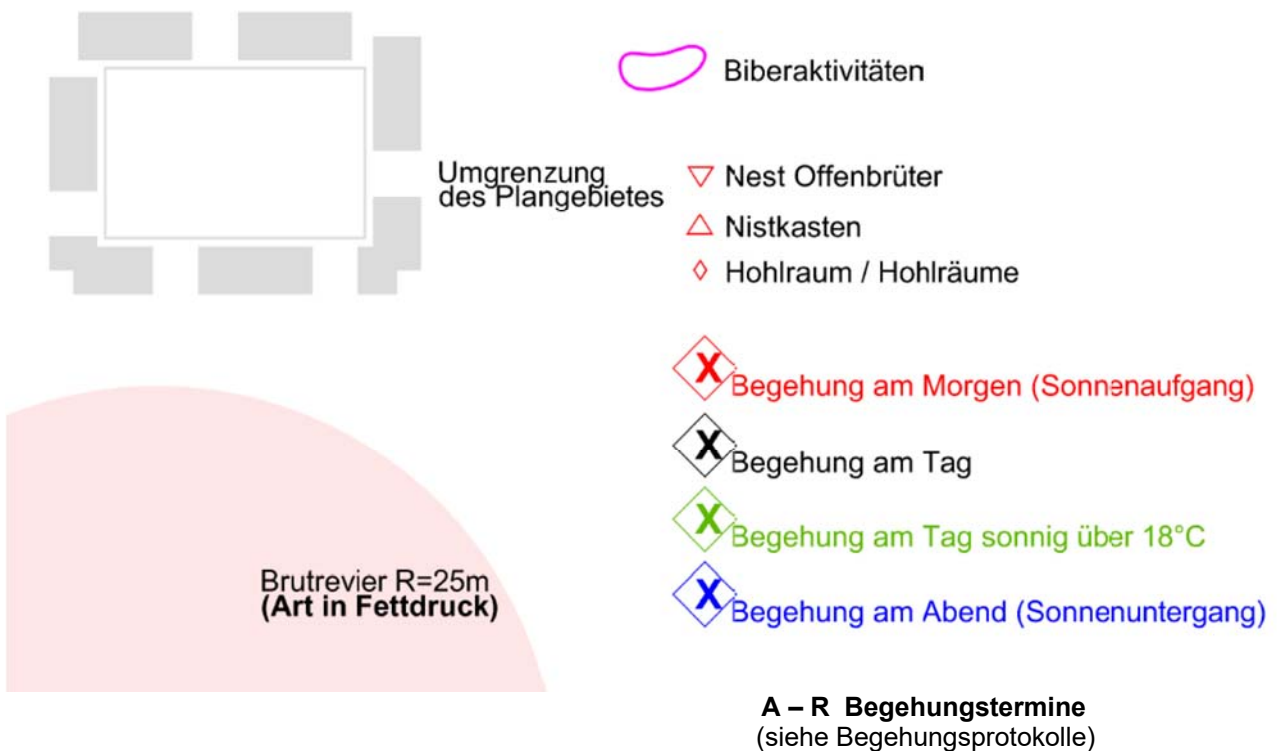 Biberaktivitäten
Umgrenzung
des Plangebietes
Nest Offenbrüter
Nistkasten
Hohlraum / Hohlräume
X Begehung am Morgen (Sonnenaufgang)
X Begehung am Tag
X Begehung am Tag sonnig über 18°C
X Begehung am Abend (Sonnenuntergang)
Brutrevier R=25m
(Art in Fettdruck)
A – R Begehungstermine
(siehe Begehungsprotokolle)